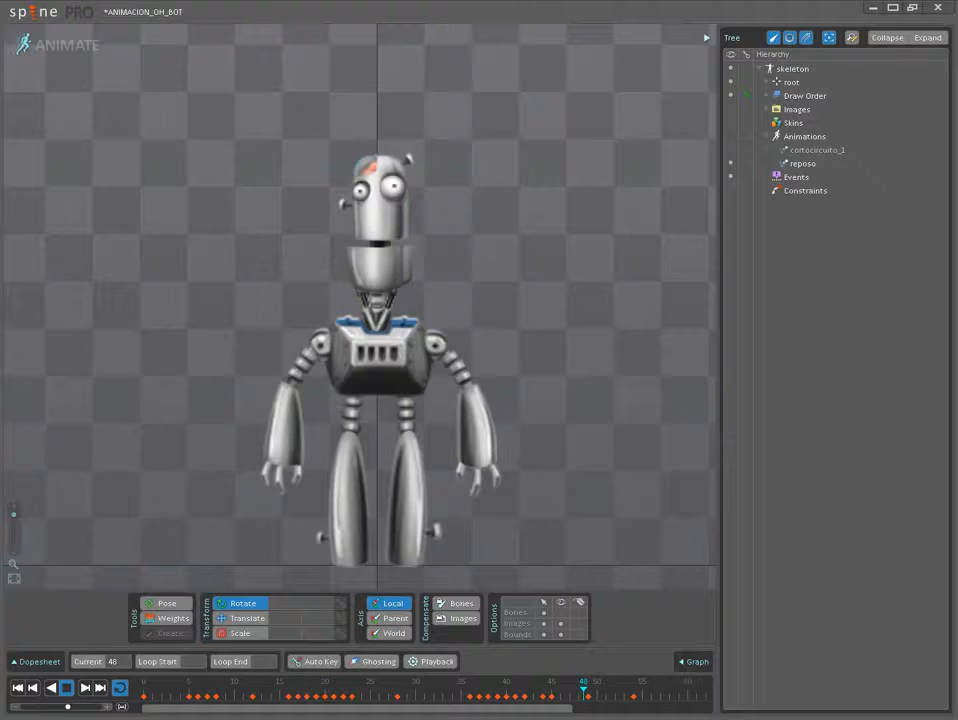 spine PRO *ANIMACION_OH_BOT
ANIMATE
Tree Collapse Expand
Hierarchy
skeleton
root
Draw Order
Images
Skins
Animations
cortocircuito_1
reposo
Events
Constraints
Tools
Pose
Weights
Create
Transform
Rotate
Translate
Scale
Axis
Local
Parent
World
Compensate
Bones
Images
Options
Bones
Images
Bounds
Dopesheet Current 48 Loop Start Loop End Auto Key Ghosting Playback Graph
0 5 10 15 20 25 30 35 40 45 48 50 55 60